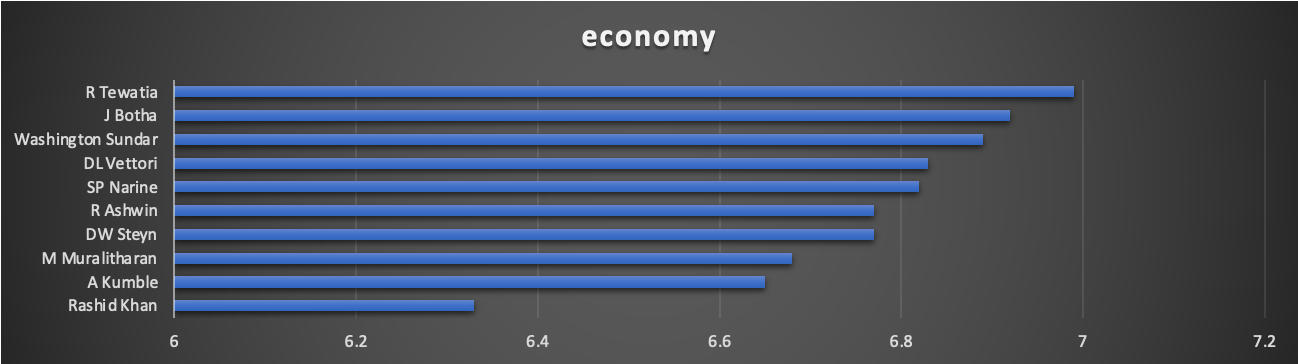 economy
R Tewatia
J Botha
Washington Sundar
DL Vettori
SP Narine
R Ashwin
DW Steyn
M Muralitharan
A Kumble
Rashid Khan
6 6.2 6.4 6.6 6.8 7 7.2